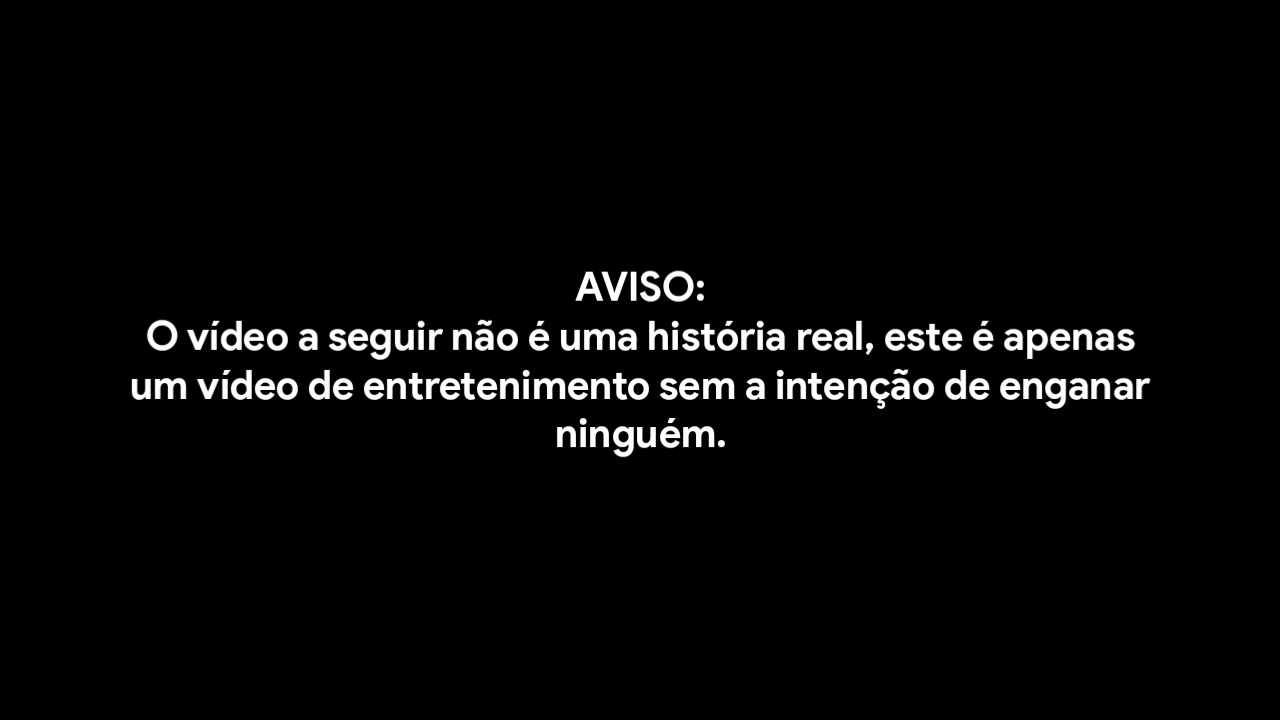 AVISO:
O vídeo a seguir não é uma história real, este é apenas
um vídeo de entretenimento sem a intenção de enganar
ninguém.